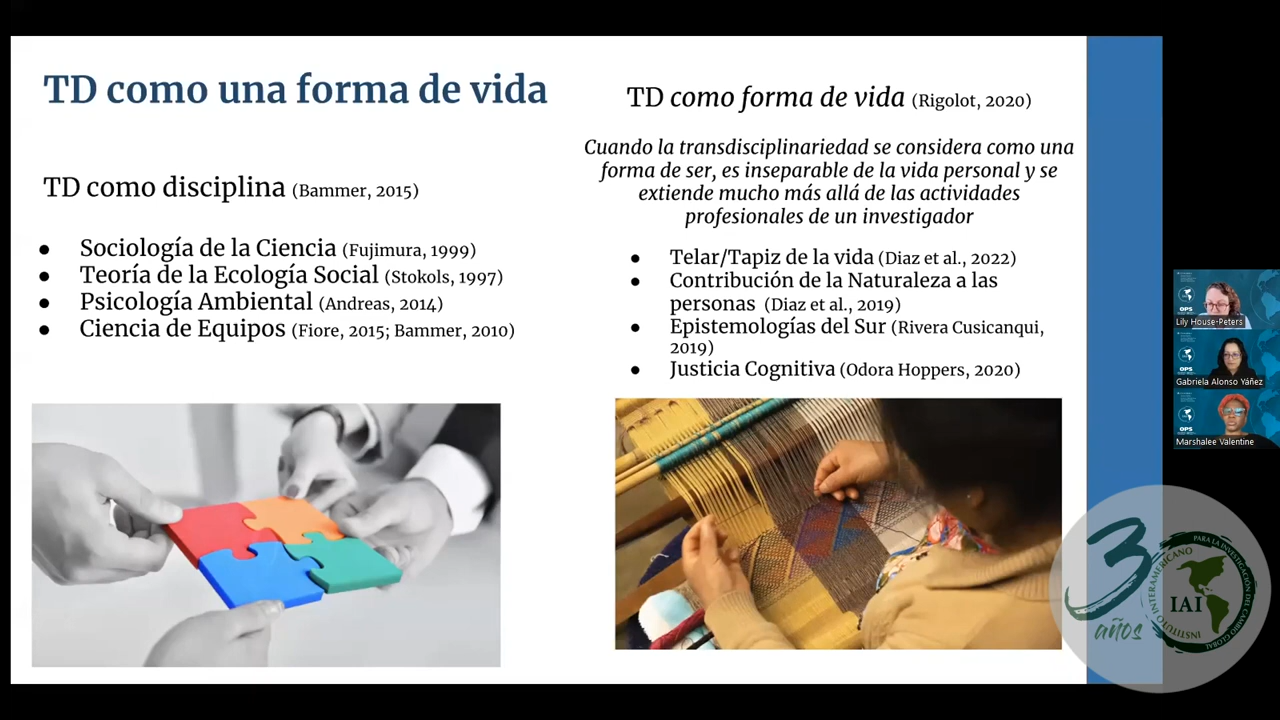 TD como una forma de vida
TD como disciplina (Bammer, 2015)
● Sociología de la Ciencia (Fujimura, 1999)
● Teoría de la Ecología Social (Stokols, 1997)
● Psicología Ambiental (Andreas, 2014)
● Ciencia de Equipos (Fiore, 2015; Bammer, 2010)
TD como forma de vida (Rigolot, 2020)
Cuando la transdisciplinariedad se considera como una
forma de ser, es inseparable de la vida personal y se
extiende mucho más allá de las actividades
profesionales de un investigador
● Telar/Tapiz de la vida (Diaz et al., 2022)
● Contribución de la Naturaleza a las
personas (Diaz et al., 2019)
● Epistemologías del Sur (Rivera Cusicanqui,
2019)
● Justicia Cognitiva (Odora Hoppers, 2020)
OPS
Lily House-Peters
OPS
Gabriela Alonso Yáñez
OPS
Marshalee Valentine
3
años
INSTITUTO INTERAMERICANO
PARA LA INVESTIGACIÓN DEL CAMBIO GLOBAL
IAI